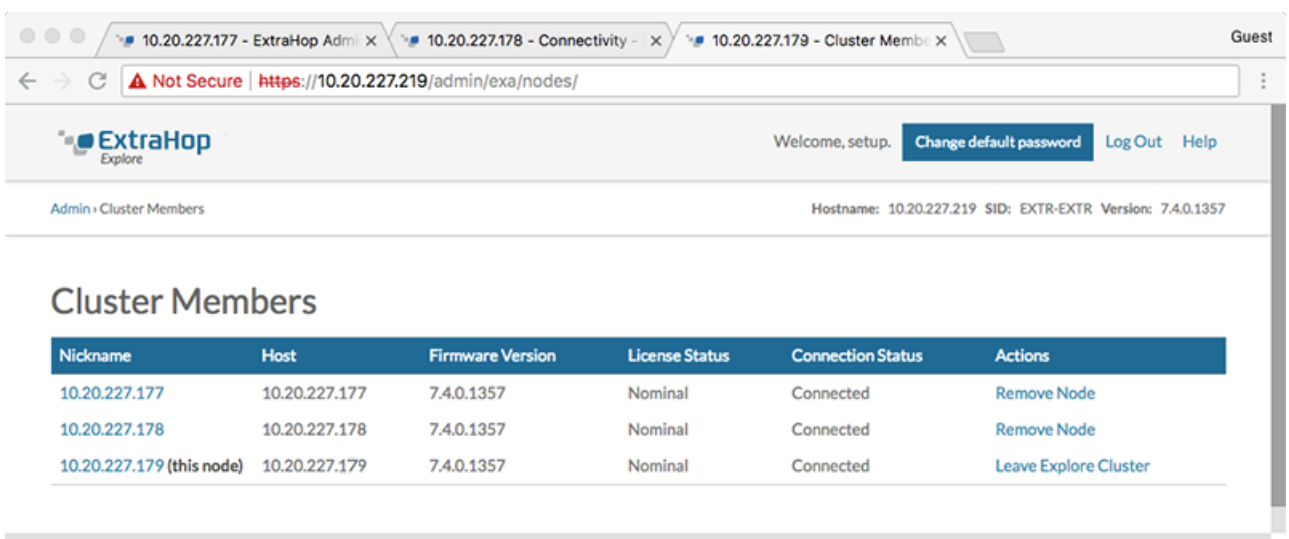 10.20.227.177 - ExtraHop Admi 10.20.227.178 - Connectivity - 10.20.227.179 - Cluster Membe Guest
Not Secure https://10.20.227.219/admin/exa/nodes/
ExtraHop
Explore
Welcome, setup. Change default password Log Out Help
Admin › Cluster Members Hostname: 10.20.227.219 SID: EXTR-EXTR Version: 7.4.0.1357
Cluster Members
Nickname Host Firmware Version License Status Connection Status Actions
10.20.227.177 10.20.227.177 7.4.0.1357 Nominal Connected Remove Node
10.20.227.178 10.20.227.178 7.4.0.1357 Nominal Connected Remove Node
10.20.227.179 (this node) 10.20.227.179 7.4.0.1357 Nominal Connected Leave Explore Cluster